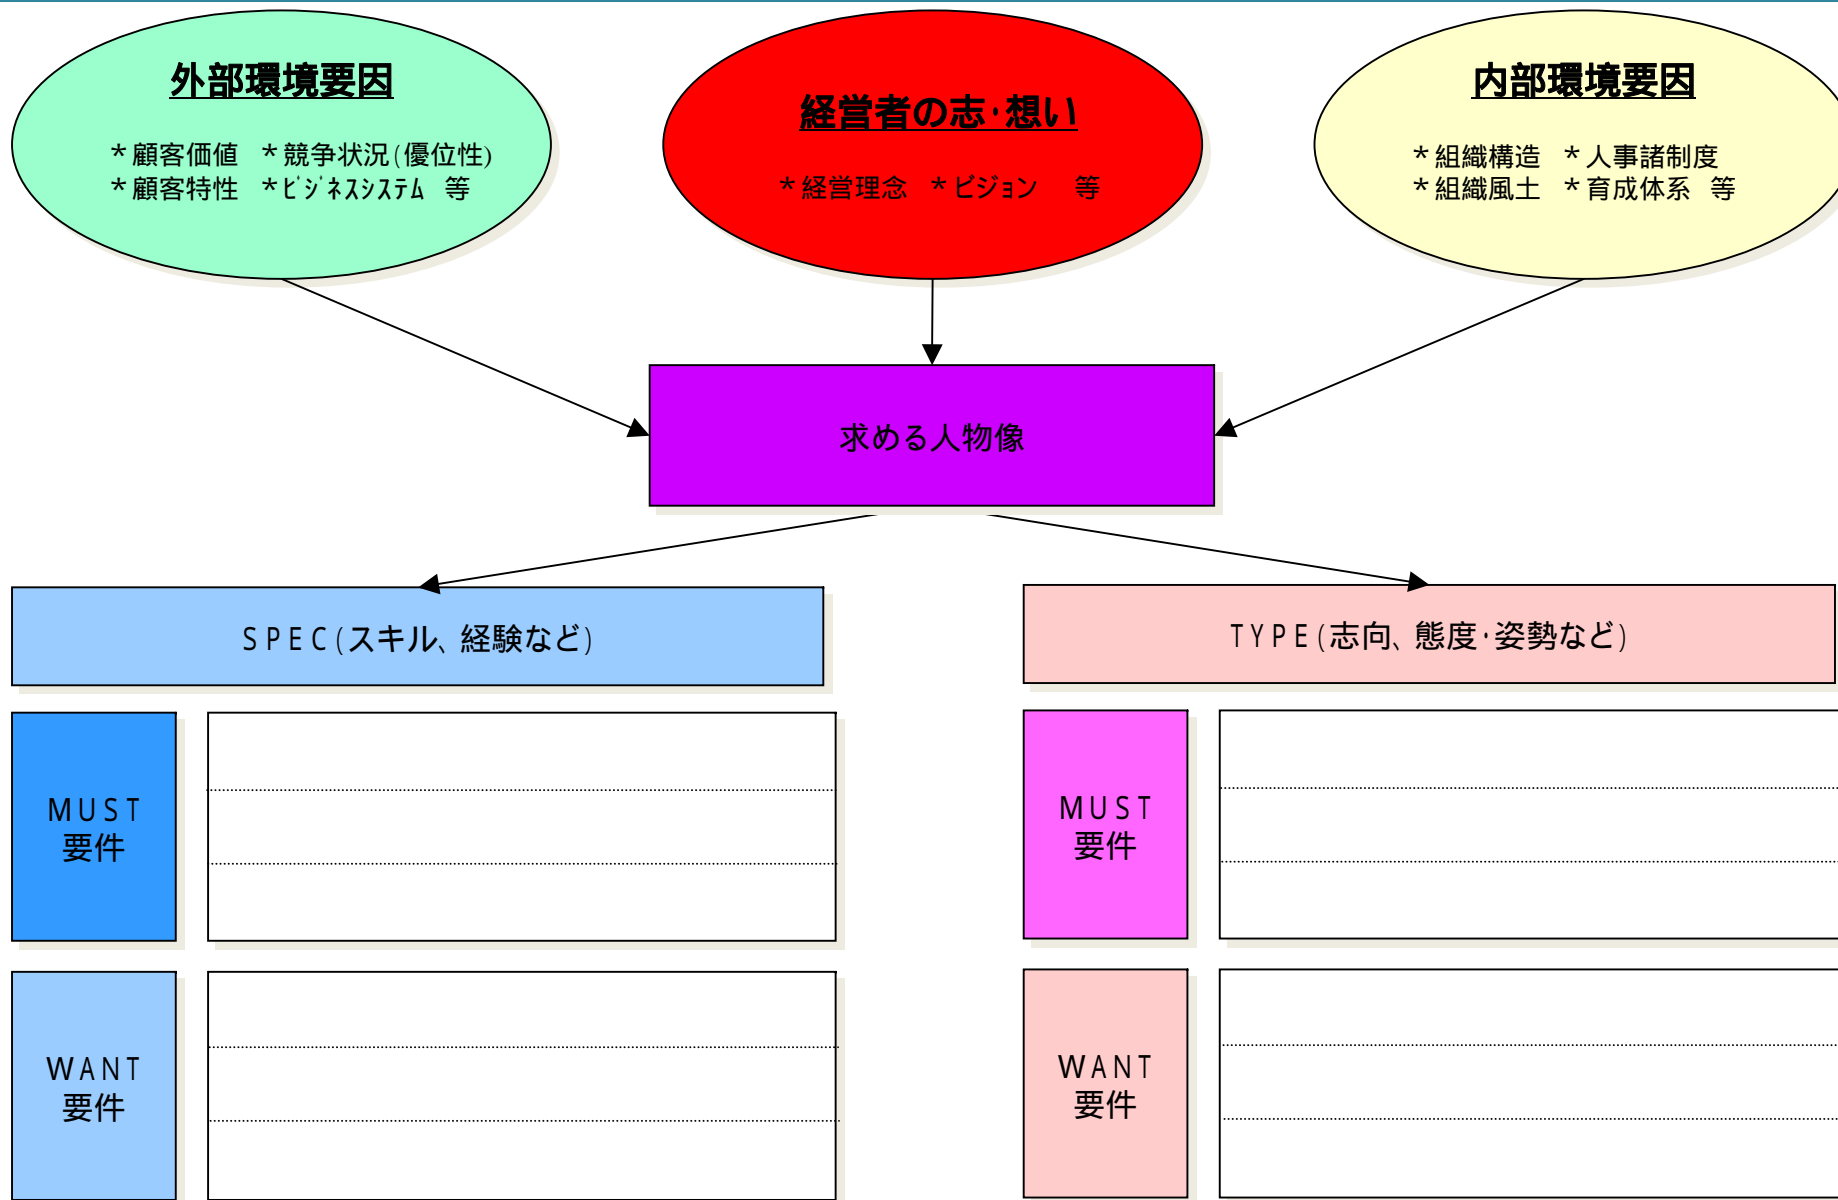 外部環境要因
*顧客価値 *競争状況(優位性)
*顧客特性 *ﾋﾞｼﾞﾈｽｼｽﾃﾑ 等
経営者の志・想い
*経営理念 *ビジョン 等
内部環境要因
*組織構造 *人事諸制度
*組織風土 *育成体系 等
求める人物像
SPEC(スキル、経験など)
TYPE(志向、態度・姿勢など)
MUST
要件
MUST
要件
WANT
要件
WANT
要件